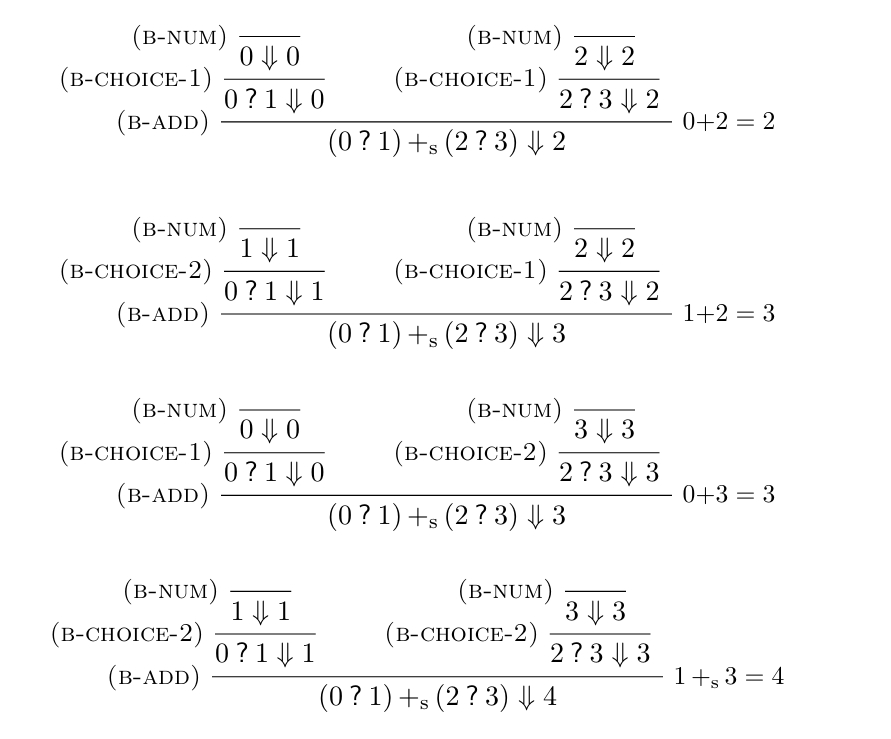 (B-NUM) (B-NUM)
0 ⇓ 0 2 ⇓ 2
(B-CHOICE-1) (B-CHOICE-1)
0 ? 1 ⇓ 0 2 ? 3 ⇓ 2
(B-ADD) 0+2 = 2
(0 ? 1) +ₛ (2 ? 3) ⇓ 2
(B-NUM) (B-NUM)
1 ⇓ 1 2 ⇓ 2
(B-CHOICE-2) (B-CHOICE-1)
0 ? 1 ⇓ 1 2 ? 3 ⇓ 2
(B-ADD) 1+2 = 3
(0 ? 1) +ₛ (2 ? 3) ⇓ 3
(B-NUM) (B-NUM)
0 ⇓ 0 3 ⇓ 3
(B-CHOICE-1) (B-CHOICE-2)
0 ? 1 ⇓ 0 2 ? 3 ⇓ 3
(B-ADD) 0+3 = 3
(0 ? 1) +ₛ (2 ? 3) ⇓ 3
(B-NUM) (B-NUM)
1 ⇓ 1 3 ⇓ 3
(B-CHOICE-2) (B-CHOICE-2)
0 ? 1 ⇓ 1 2 ? 3 ⇓ 3
(B-ADD) 1 +ₛ 3 = 4
(0 ? 1) +ₛ (2 ? 3) ⇓ 4